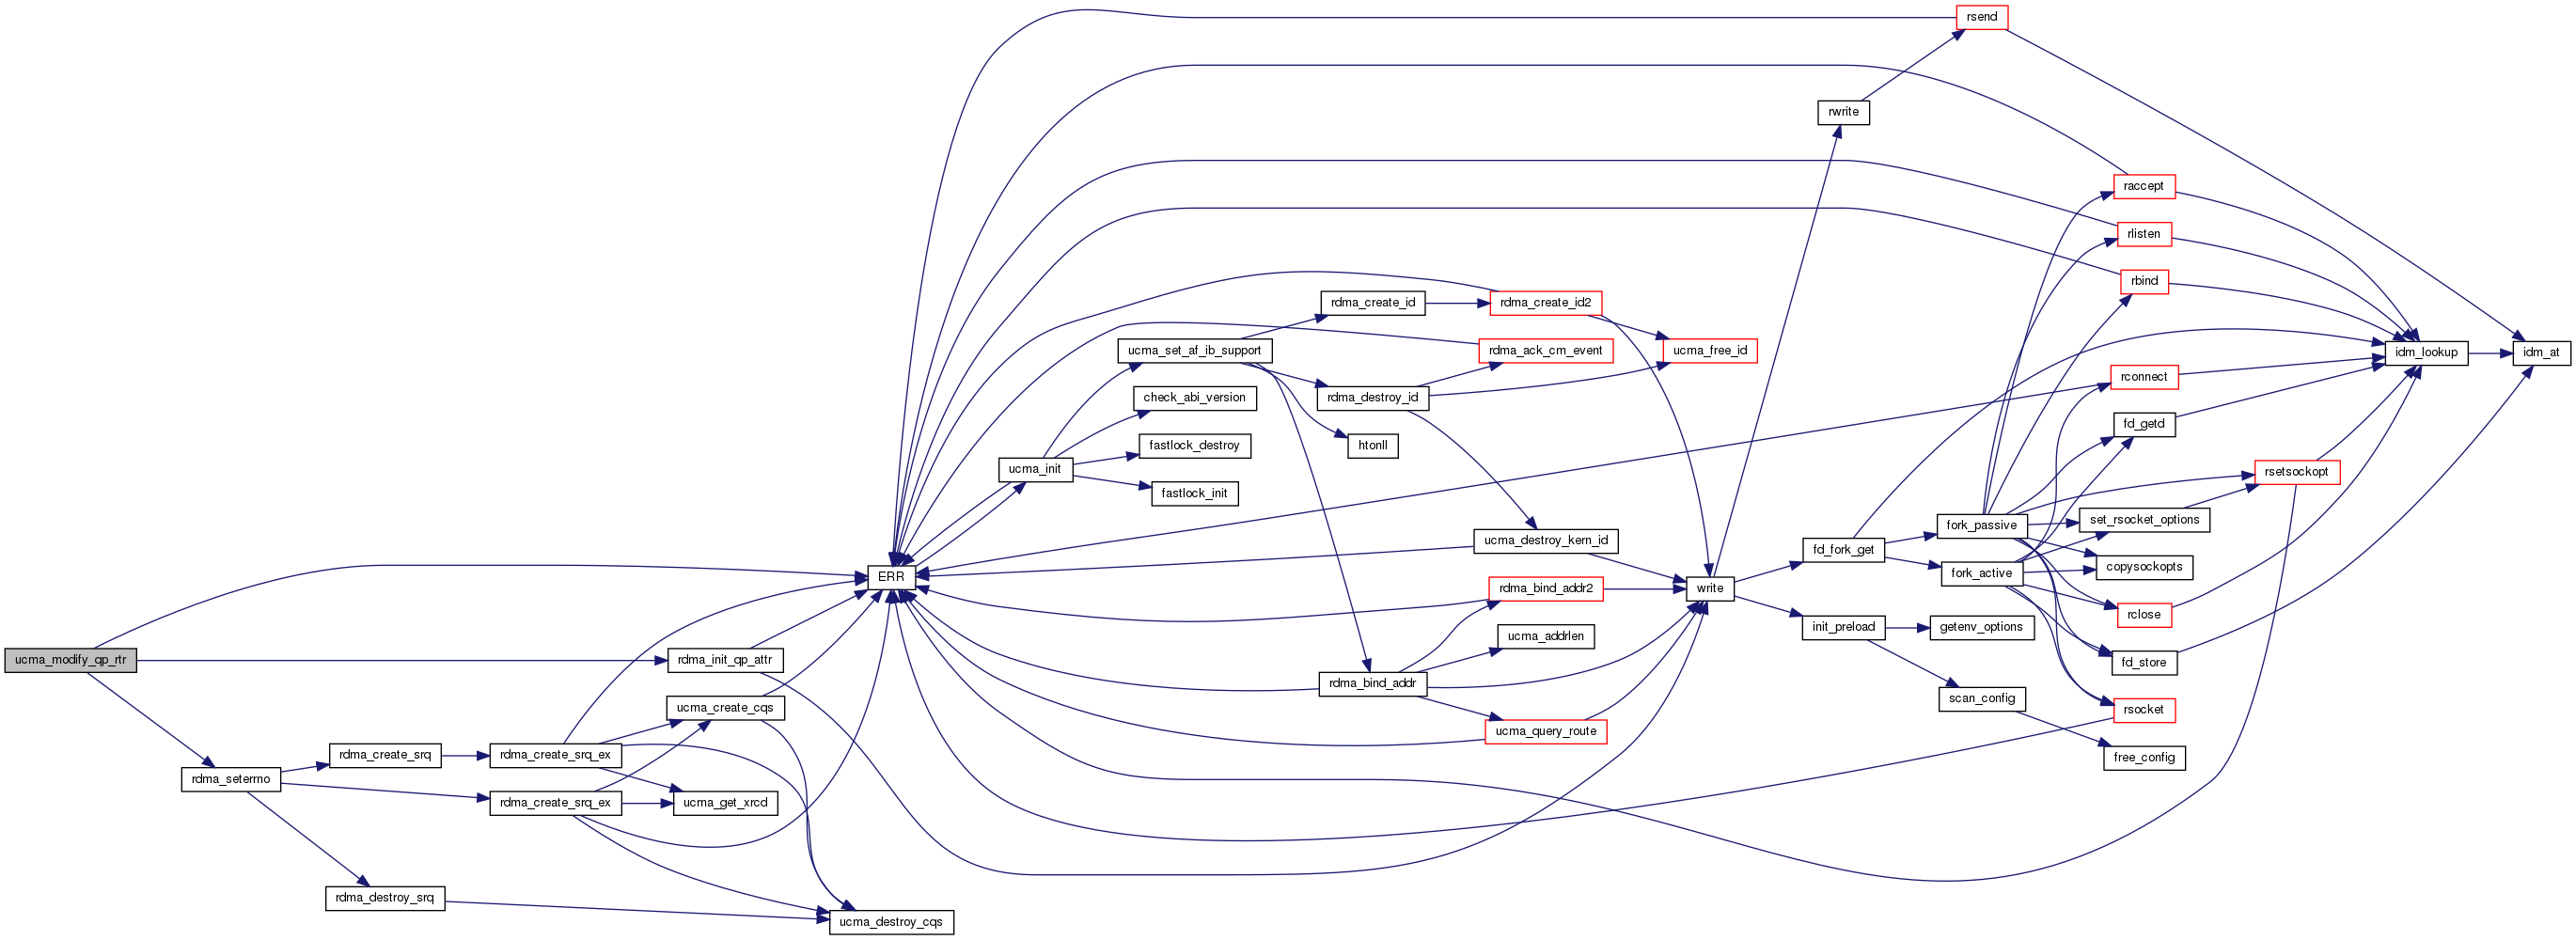 rsend
rwrite
raccept
rlisten
rbind
rdma_create_id
rdma_create_id2
ucma_set_af_ib_support
rdma_ack_cm_event
ucma_free_id
idm_lookup
idm_at
rconnect
check_abi_version
rdma_destroy_id
fd_getd
fastlock_destroy
htonll
ucma_init
rsetsockopt
fastlock_init
set_rsocket_options
fork_passive
ucma_destroy_kern_id
fd_fork_get
copysockopts
fork_active
ERR
rdma_bind_addr2
write
rclose
init_preload
getenv_options
ucma_addrlen
ucma_modify_qp_rtr
rdma_init_qp_attr
fd_store
rdma_bind_addr
scan_config
ucma_create_cqs
rsocket
ucma_query_route
rdma_create_srq
rdma_create_srq_ex
free_config
rdma_seterrno
rdma_create_srq_ex
ucma_get_xrcd
rdma_destroy_srq
ucma_destroy_cqs